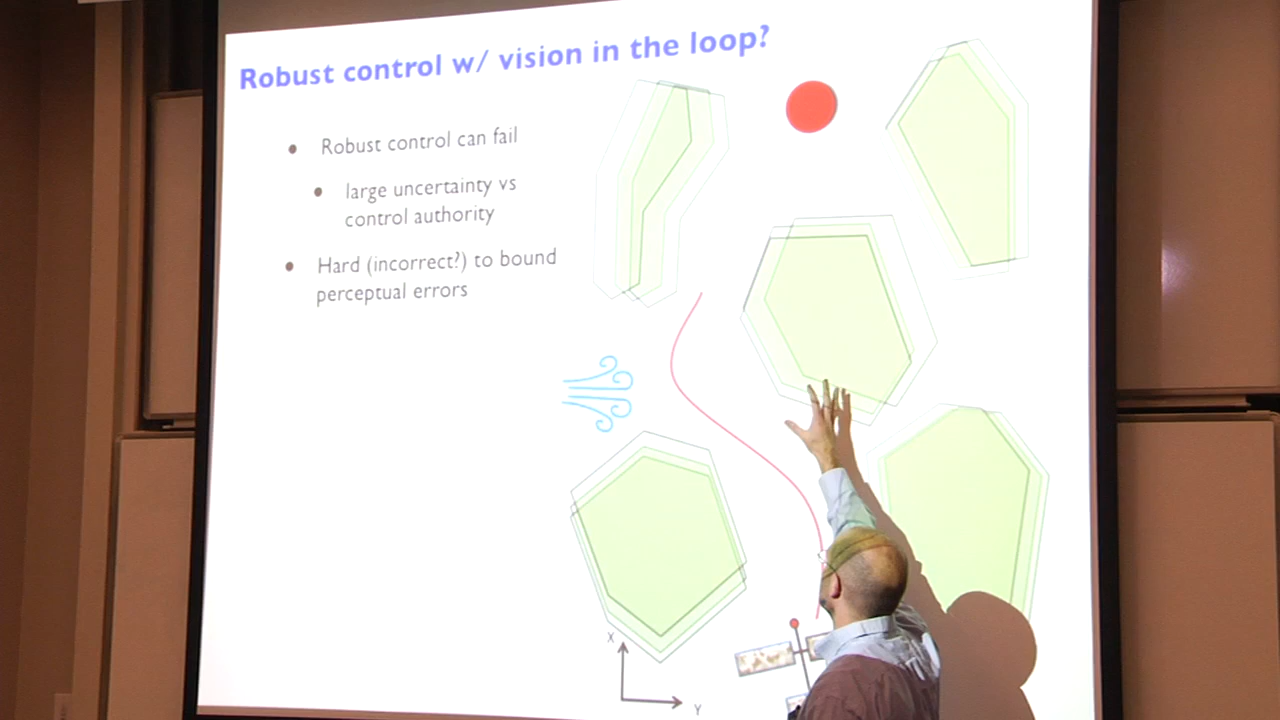 Robust control w/ vision in the loop?
Robust control can fail
large uncertainty vs
control authority
Hard (incorrect?) to bound
perceptual errors
X
Y